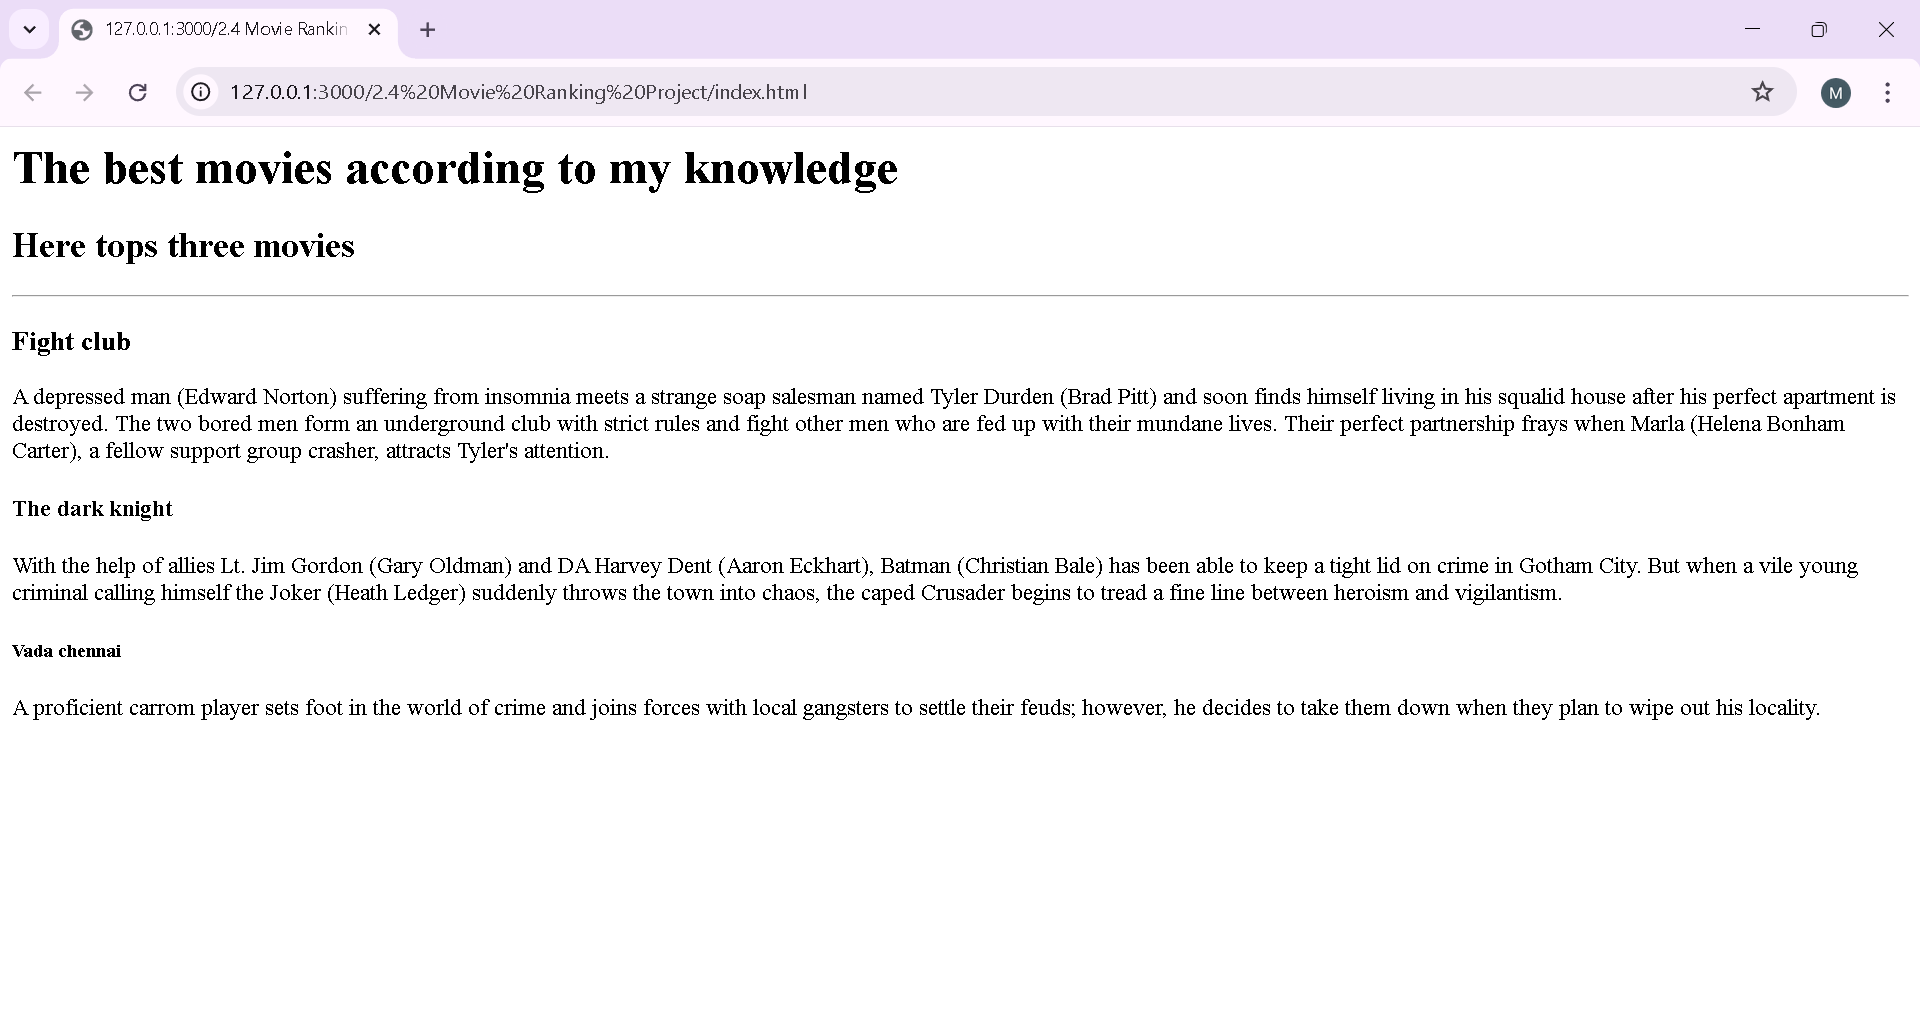 127.0.0.1:3000/2.4 Movie Rankin
127.0.0.1:3000/2.4%20Movie%20Ranking%20Project/index.html
M
The best movies according to my knowledge
Here tops three movies
Fight club
A depressed man (Edward Norton) suffering from insomnia meets a strange soap salesman named Tyler Durden (Brad Pitt) and soon finds himself living in his squalid house after his perfect apartment is
destroyed. The two bored men form an underground club with strict rules and fight other men who are fed up with their mundane lives. Their perfect partnership frays when Marla (Helena Bonham
Carter), a fellow support group crasher, attracts Tyler's attention.
The dark knight
With the help of allies Lt. Jim Gordon (Gary Oldman) and DA Harvey Dent (Aaron Eckhart), Batman (Christian Bale) has been able to keep a tight lid on crime in Gotham City. But when a vile young
criminal calling himself the Joker (Heath Ledger) suddenly throws the town into chaos, the caped Crusader begins to tread a fine line between heroism and vigilantism.
Vada chennai
A proficient carrom player sets foot in the world of crime and joins forces with local gangsters to settle their feuds; however, he decides to take them down when they plan to wipe out his locality.